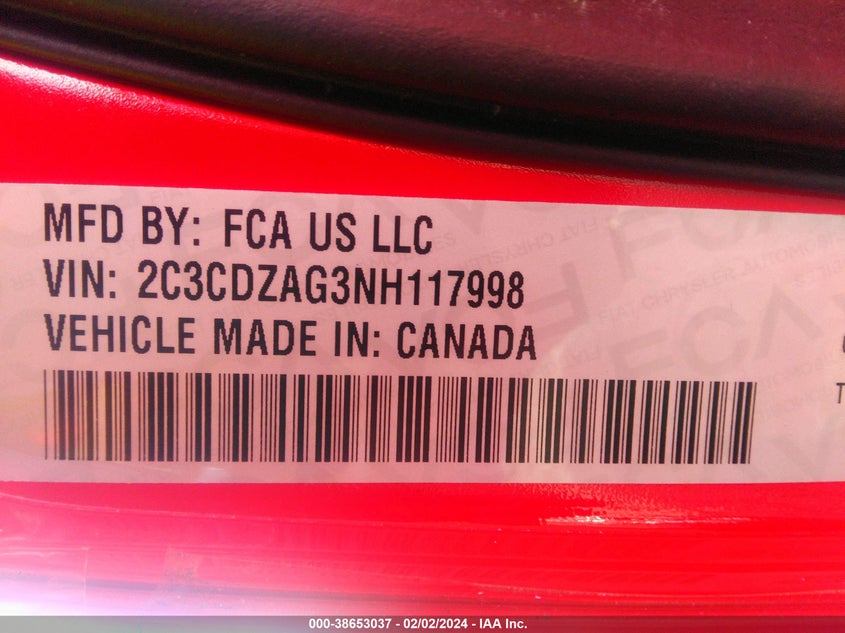 MFD BY: FCA US LLC
VIN: 2C3CDZAG3NH117998
VEHICLE MADE IN: CANADA
T
000-38653037 - 02/02/2024 - IAA Inc.